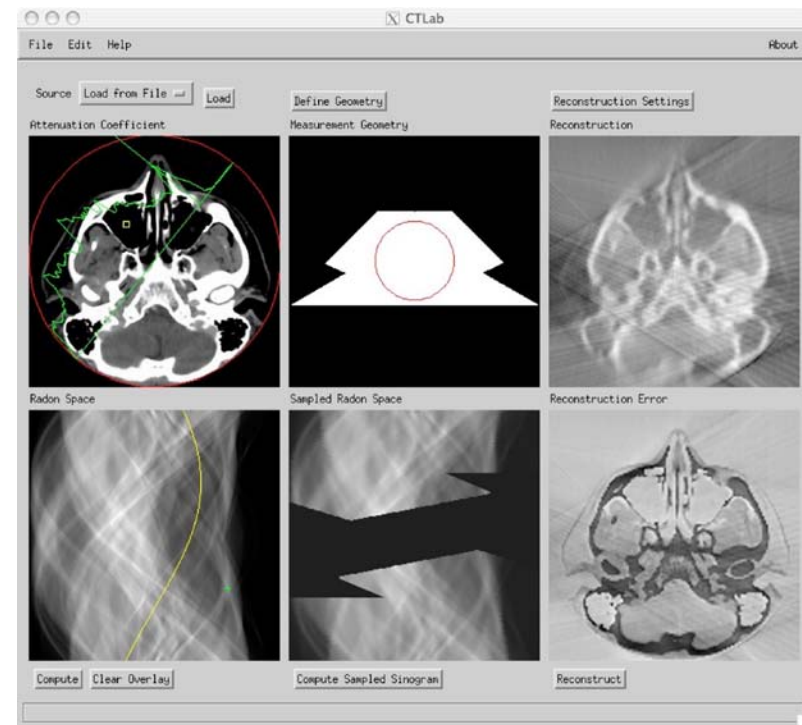 CTLab
File Edit Help About
Source Load from File Load Define Geometry Reconstruction Settings
Attenuation Coefficient Measurement Geometry Reconstruction
Radon Space Sampled Radon Space Reconstruction Error
Compute Clear Overlay Compute Sampled Sinogram Reconstruct